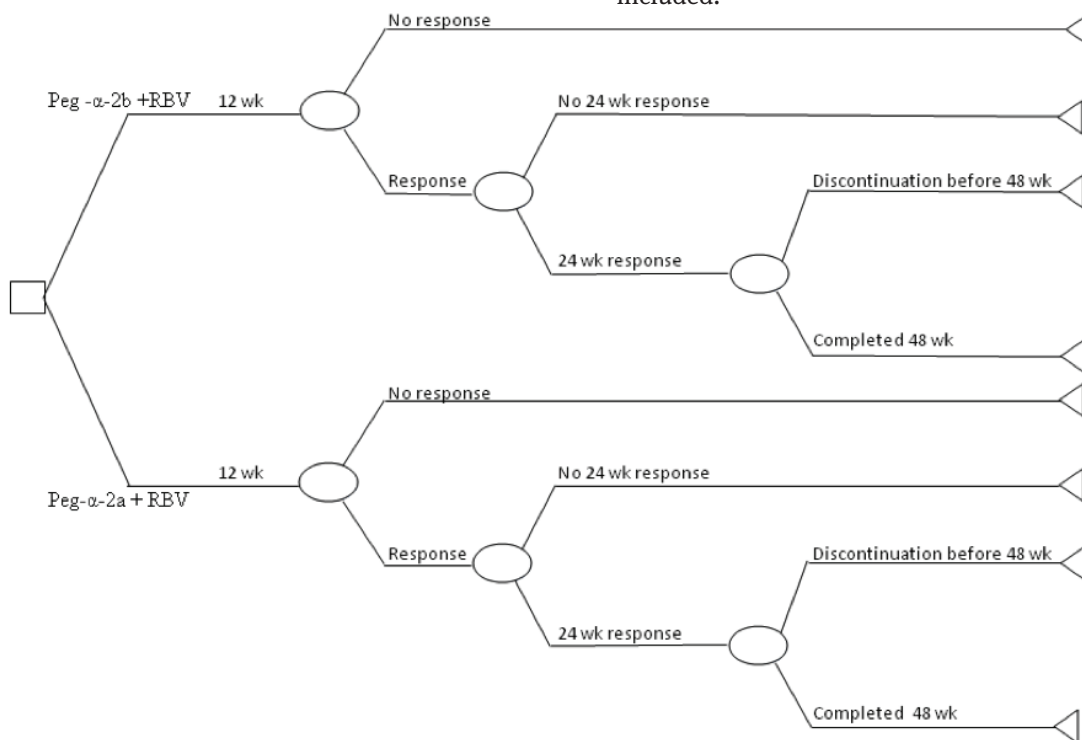 included.
No response
Peg -α-2b +RBV 12 wk
No 24 wk response
Response
Discontinuation before 48 wk
24 wk response
Completed 48 wk
No response
12 wk
No 24 wk response
Peg-α-2a + RBV
Response
Discontinuation before 48 wk
24 wk response
Completed 48 wk